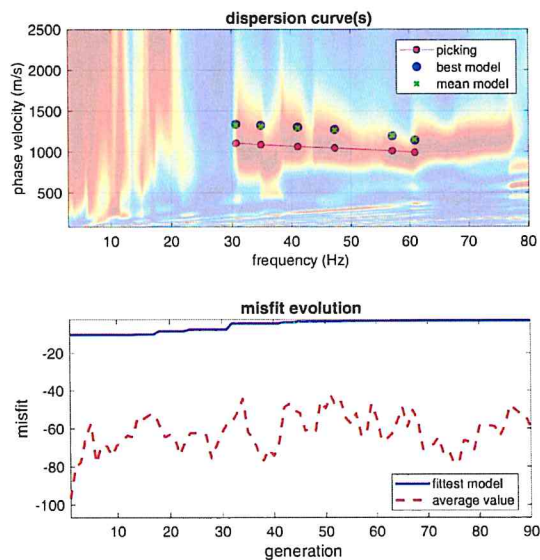 dispersion curve(s)
2500
2000
1500
1000
500
phase velocity (m/s)
picking
best model
mean model
10 20 30 40 50 60 70 80
frequency (Hz)
misfit evolution
-20
-40
-60
-80
-100
misfit
fittest model
average value
10 20 30 40 50 60 70 80 90
generation